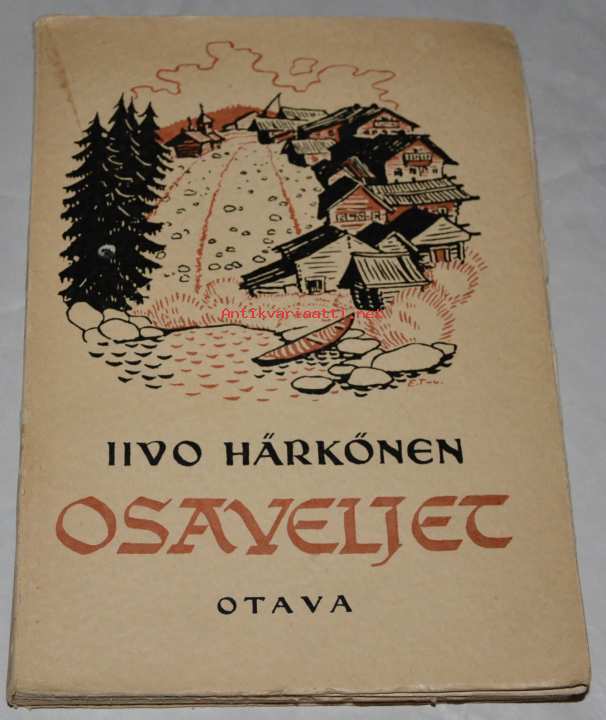 Antikvariaatti.net
IIVO HÄRKÖNEN
OSAVELJET
OTAVA